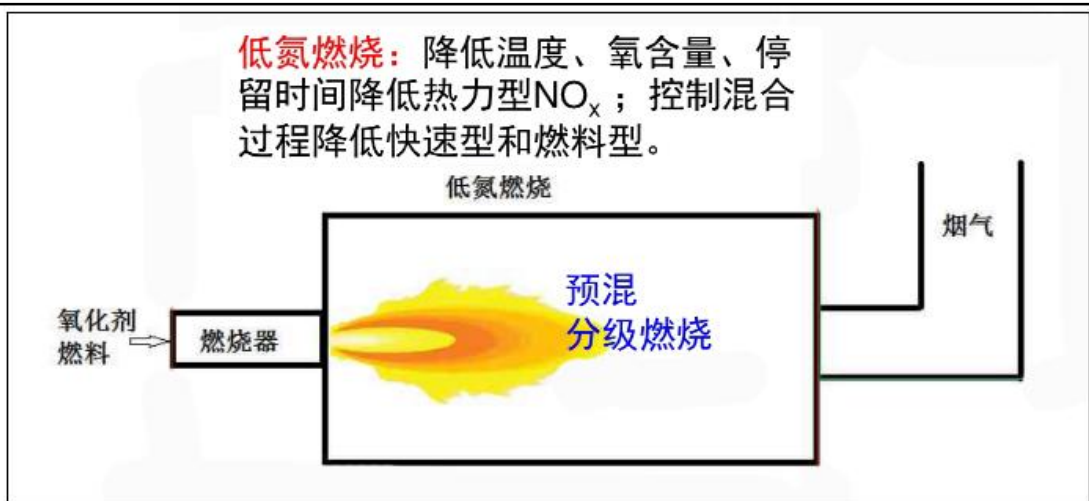 低氮燃烧：降低温度、氧含量、停
留时间降低热力型NOₓ；控制混合
过程降低快速型和燃料型。
低氮燃烧
烟气
预混
分级燃烧
氧化剂
燃料
燃烧器